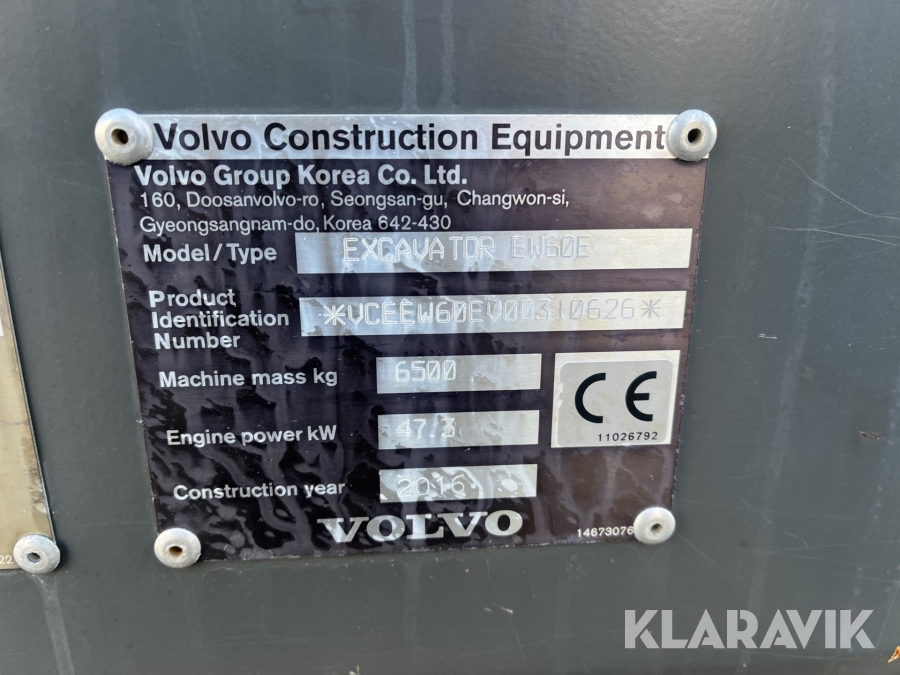 Volvo Construction Equipment
Volvo Group Korea Co. Ltd.
160, Doosanvolvo-ro, Seongsan-gu, Changwon-si,
Gyeongsangnam-do, Korea 642-430
Model/Type EXCAVATOR EW60E
Product
Identification
Number
*VCEEW60EV00310626*
Machine mass kg 6500
Engine power kW 47.3
Construction year 2016
CE
11026792
VOLVO
14673076
22
KLARAVIK